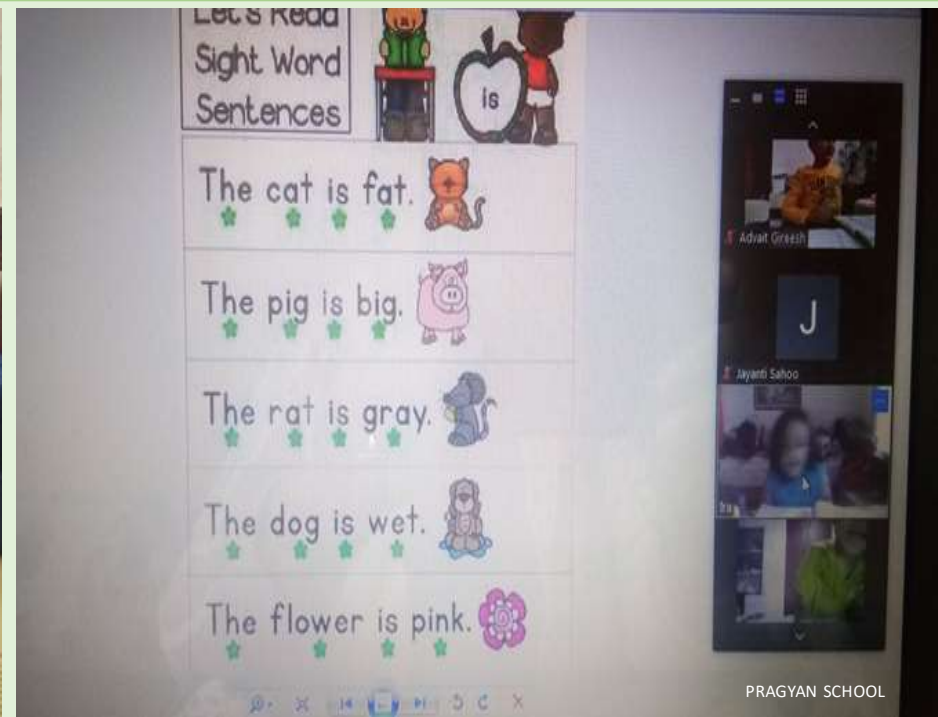 Let's Read
Sight Word
Sentences
is
The cat is fat.
The pig is big.
The rat is gray.
The dog is wet.
The flower is pink.
Advait Gireesh
J
Jayanti Sahoo
Ira
PRAGYAN SCHOOL